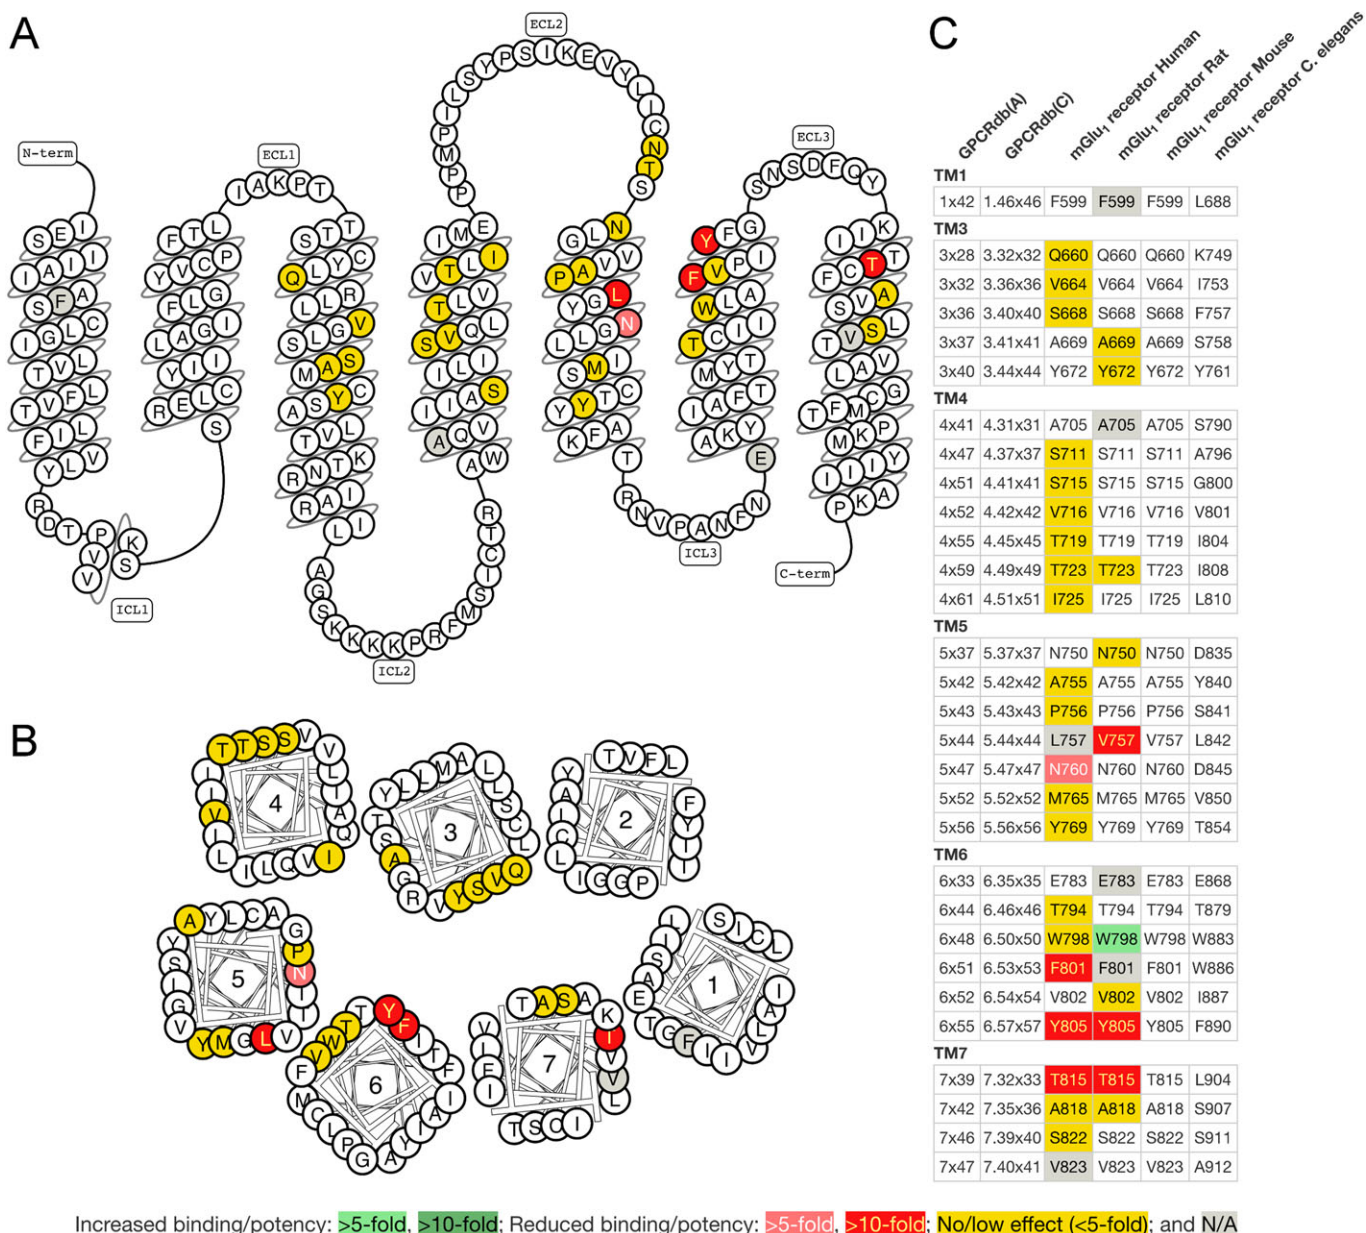 A
ECL2
N-term
ECL1
ECL3
ICL1
ICL2
ICL3
C-term
S E I
I A I I
S F A
I G L C
T V L
T V F L
F I L
Y L V
R D T P V V S K
F T L
Y V C P
F L G
L A G I
I Y I
R E L C
S
I A K P T
S T T
Q L Y C
L L R
S L G V
M A S
A S Y C
T V L
R N T K
R A I
L I
A G S K K K K P R F M S I C T R
I M E
V T L I
T L V
S V Q L
I L I
I I A S
A Q V
A W
P P M P I L S Y P S I K E V Y L I C N T S
G L N
P A V V
Y G L
L L G N
S M I
Y Y T C
K F A
T
R N V P A N F N E
Y F G
F V P I
W L A
T C I I
M Y T
I A F T
A K Y
S N S D F Q Y
I I K
F C T T
S V A
T V S L
L A V
T F M C G
M K P
I I I Y
P K A
B
4
3
2
5
6
7
1
C
GPCRdb(A) GPCRdb(C) mGlu₁ receptor Human mGlu₁ receptor Rat mGlu₁ receptor Mouse mGlu₁ receptor C. elegans
TM1
1x42 1.46x46 F599 F599 F599 L688
TM3
3x28 3.32x32 Q660 Q660 Q660 K749
3x32 3.36x36 V664 V664 V664 I753
3x36 3.40x40 S668 S668 S668 F757
3x37 3.41x41 A669 A669 A669 S758
3x40 3.44x44 Y672 Y672 Y672 Y761
TM4
4x41 4.31x31 A705 A705 A705 S790
4x47 4.37x37 S711 S711 S711 A796
4x51 4.41x41 S715 S715 S715 G800
4x52 4.42x42 V716 V716 V716 V801
4x55 4.45x45 T719 T719 T719 I804
4x59 4.49x49 T723 T723 T723 I808
4x61 4.51x51 I725 I725 I725 L810
TM5
5x37 5.37x37 N750 N750 N750 D835
5x42 5.42x42 A755 A755 A755 Y840
5x43 5.43x43 P756 P756 P756 S841
5x44 5.44x44 L757 V757 V757 L842
5x47 5.47x47 N760 N760 N760 D845
5x52 5.52x52 M765 M765 M765 V850
5x56 5.56x56 Y769 Y769 Y769 T854
TM6
6x33 6.35x35 E783 E783 E783 E868
6x44 6.46x46 T794 T794 T794 T879
6x48 6.50x50 W798 W798 W798 W883
6x51 6.53x53 F801 F801 F801 W886
6x52 6.54x54 V802 V802 V802 I887
6x55 6.57x57 Y805 Y805 Y805 F890
TM7
7x39 7.32x33 T815 T815 T815 L904
7x42 7.35x36 A818 A818 A818 S907
7x46 7.39x40 S822 S822 S822 S911
7x47 7.40x41 V823 V823 V823 A912
Increased binding/potency: >5-fold, >10-fold; Reduced binding/potency: >5-fold, >10-fold; No/low effect (<5-fold); and N/A